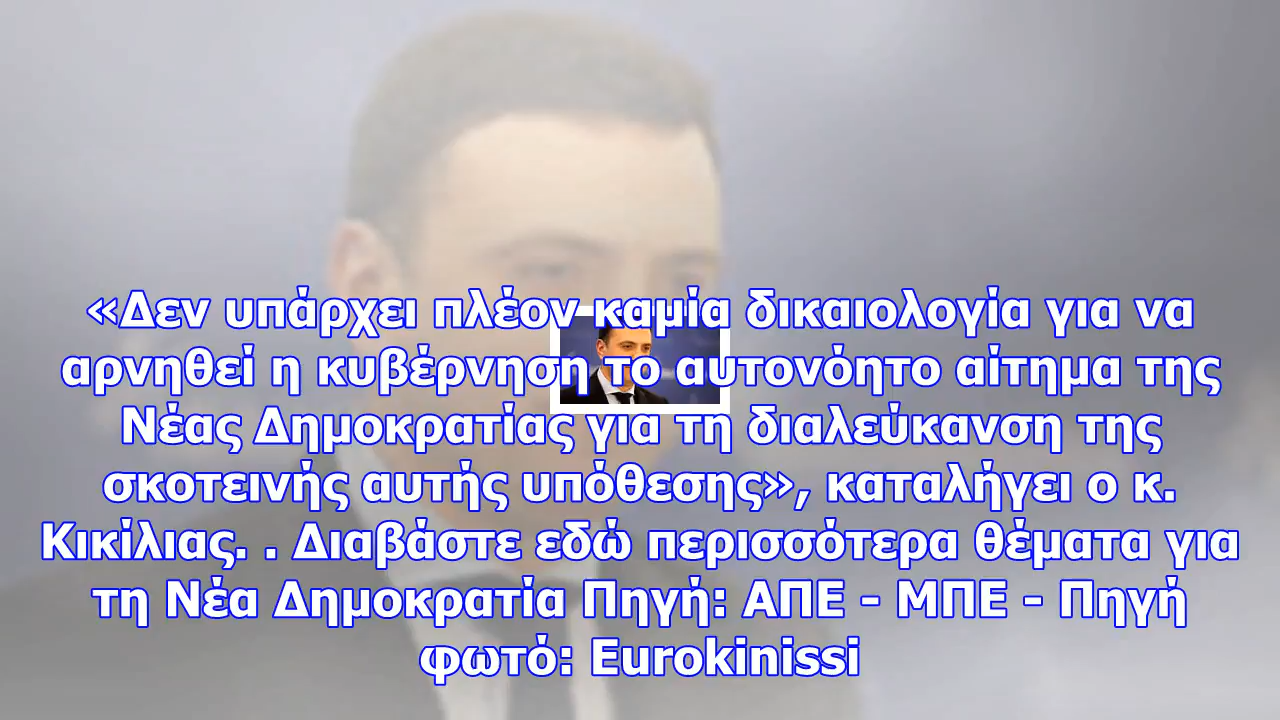 «Δεν υπάρχει πλέον καμία δικαιολογία για να
αρνηθεί η κυβέρνηση το αυτονόητο αίτημα της
Νέας Δημοκρατίας για τη διαλεύκανση της
σκοτεινής αυτής υπόθεσης», καταλήγει ο κ.
Κικίλιας. . Διαβάστε εδώ περισσότερα θέματα για
τη Νέα Δημοκρατία Πηγή: ΑΠΕ - ΜΠΕ - Πηγή
φωτό: Eurokinissi